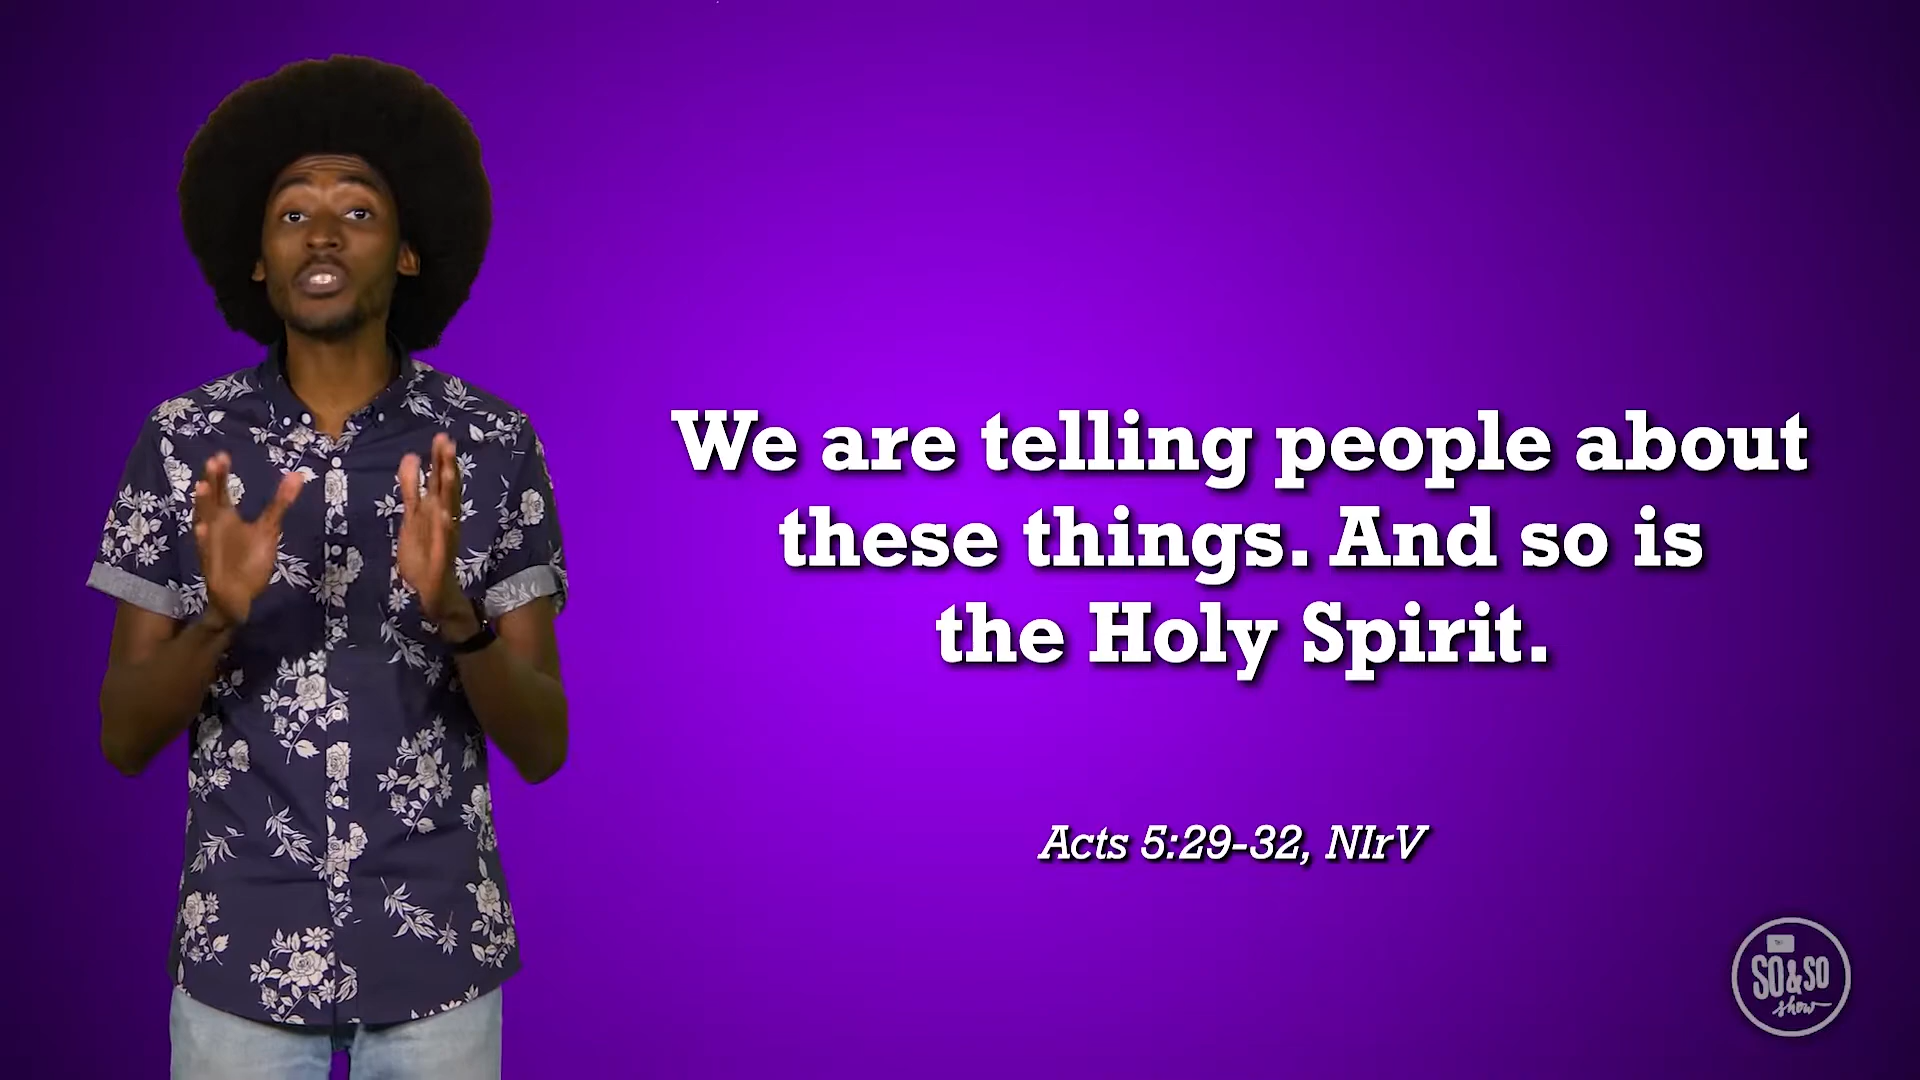 We are telling people about
these things. And so is
the Holy Spirit.
Acts 5:29-32, NIrV
SO & SO
show